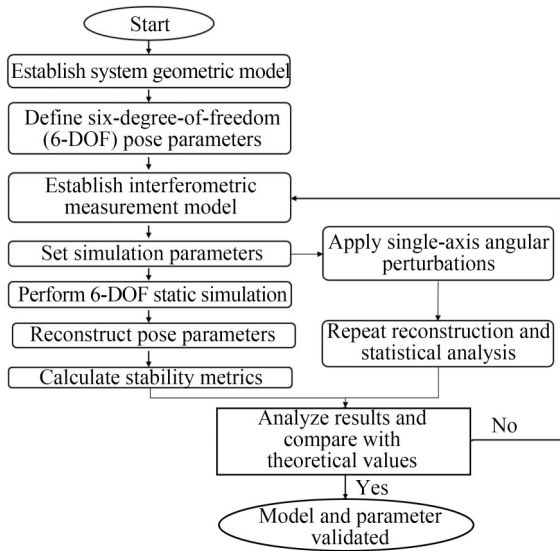 Start
Establish system geometric model
Define six-degree-of-freedom
(6-DOF) pose parameters
Establish interferometric
measurement model
Set simulation parameters
Apply single-axis angular
perturbations
Perform 6-DOF static simulation
Reconstruct pose parameters
Repeat reconstruction and
statistical analysis
Calculate stability metrics
Analyze results and
compare with
theoretical values
No
Yes
Model and parameter
validated